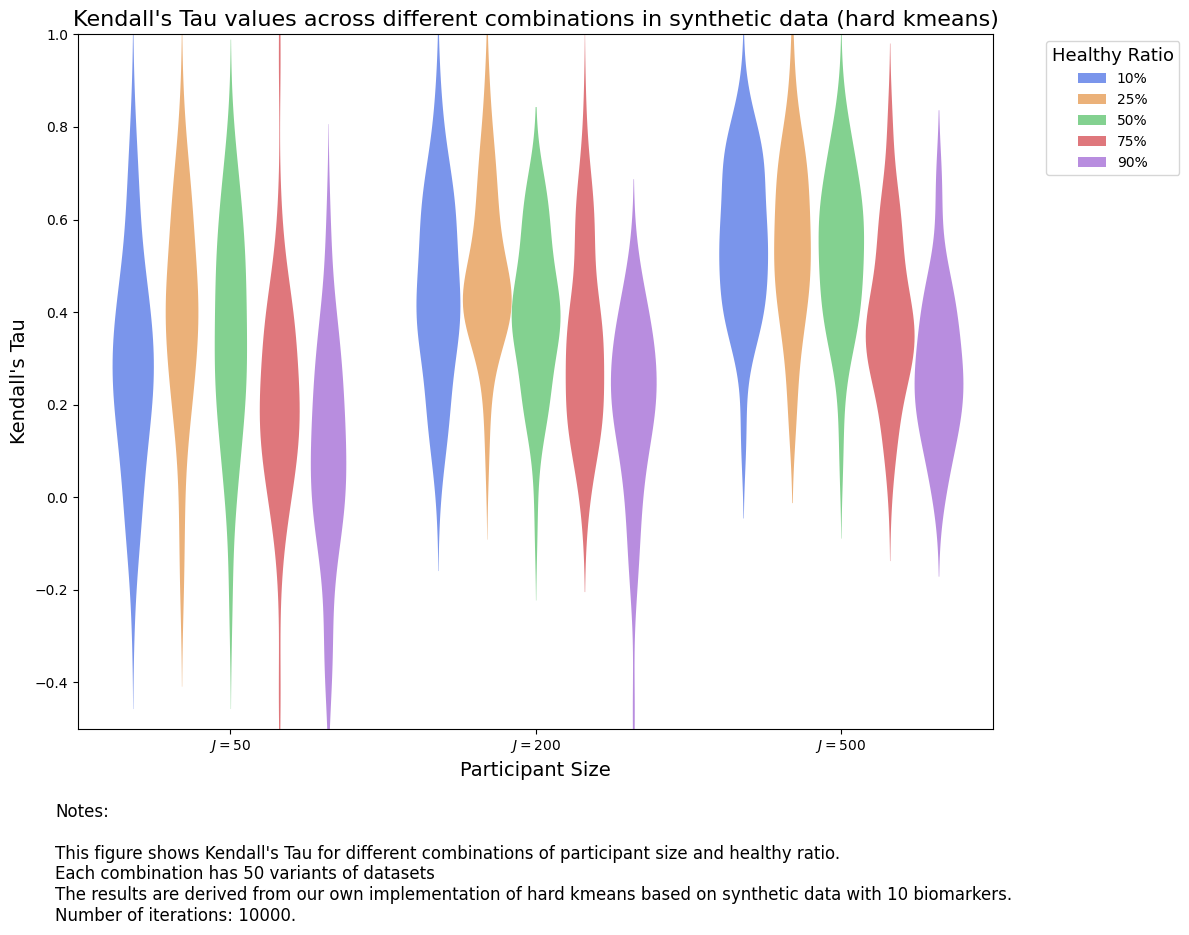 Kendall's Tau values across different combinations in synthetic data (hard kmeans)
Healthy Ratio
10%
25%
50%
75%
90%
Kendall's Tau
1.0
0.8
0.6
0.4
0.2
0.0
−0.2
−0.4
J = 50
J = 200
J = 500
Participant Size
Notes:
This figure shows Kendall's Tau for different combinations of participant size and healthy ratio.
Each combination has 50 variants of datasets
The results are derived from our own implementation of hard kmeans based on synthetic data with 10 biomarkers.
Number of iterations: 10000.